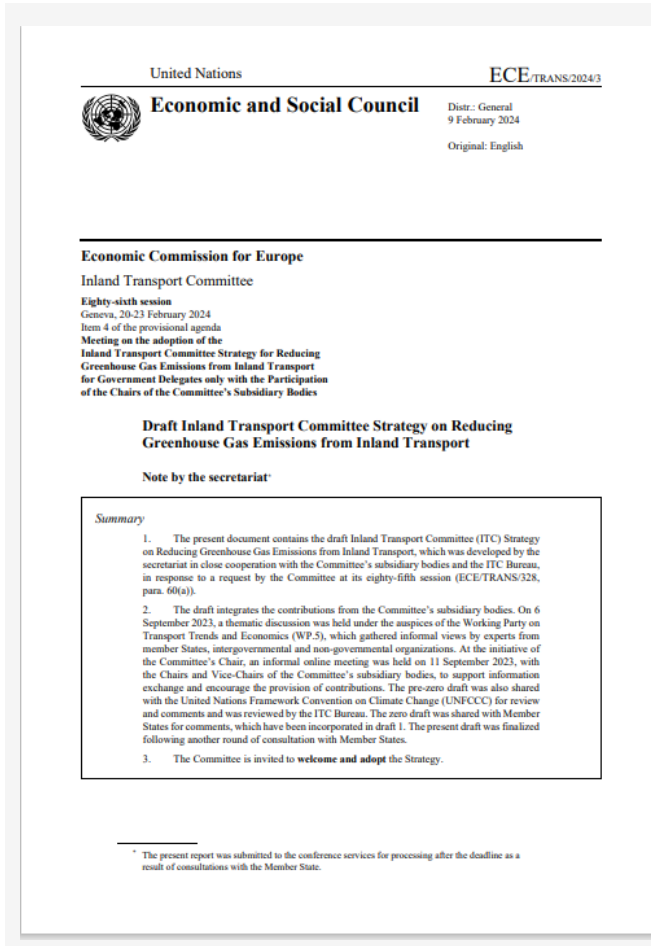 United Nations
ECE/TRANS/2024/3
Economic and Social Council
Distr.: General
9 February 2024
Original: English
Economic Commission for Europe
Inland Transport Committee
Eighty-sixth session
Geneva, 20-23 February 2024
Item 4 of the provisional agenda
Meeting on the adoption of the
Inland Transport Committee Strategy for Reducing
Greenhouse Gas Emissions from Inland Transport
for Government Delegates only with the Participation
of the Chairs of the Committee's Subsidiary Bodies
Draft Inland Transport Committee Strategy on Reducing
Greenhouse Gas Emissions from Inland Transport
Note by the secretariat*
Summary
1. The present document contains the draft Inland Transport Committee (ITC) Strategy
on Reducing Greenhouse Gas Emissions from Inland Transport, which was developed by the
secretariat in close cooperation with the Committee's subsidiary bodies and the ITC Bureau,
in response to a request by the Committee at its eighty-fifth session (ECE/TRANS/328,
para. 60(a)).
2. The draft integrates the contributions from the Committee's subsidiary bodies. On 6
September 2023, a thematic discussion was held under the auspices of the Working Party on
Transport Trends and Economics (WP.5), which gathered informal views by experts from
member States, intergovernmental and non-governmental organizations. At the initiative of
the Committee's Chair, an informal online meeting was held on 11 September 2023, with
the Chairs and Vice-Chairs of the Committee's subsidiary bodies, to support information
exchange and encourage the provision of contributions. The pre-zero draft was also shared
with the United Nations Framework Convention on Climate Change (UNFCCC) for review
and comments and was reviewed by the ITC Bureau. The zero draft was shared with Member
States for comments, which have been incorporated in draft 1. The present draft was finalized
following another round of consultation with Member States.
3. The Committee is invited to welcome and adopt the Strategy.
* The present report was submitted to the conference services for processing after the deadline as a
result of consultations with the Member State.